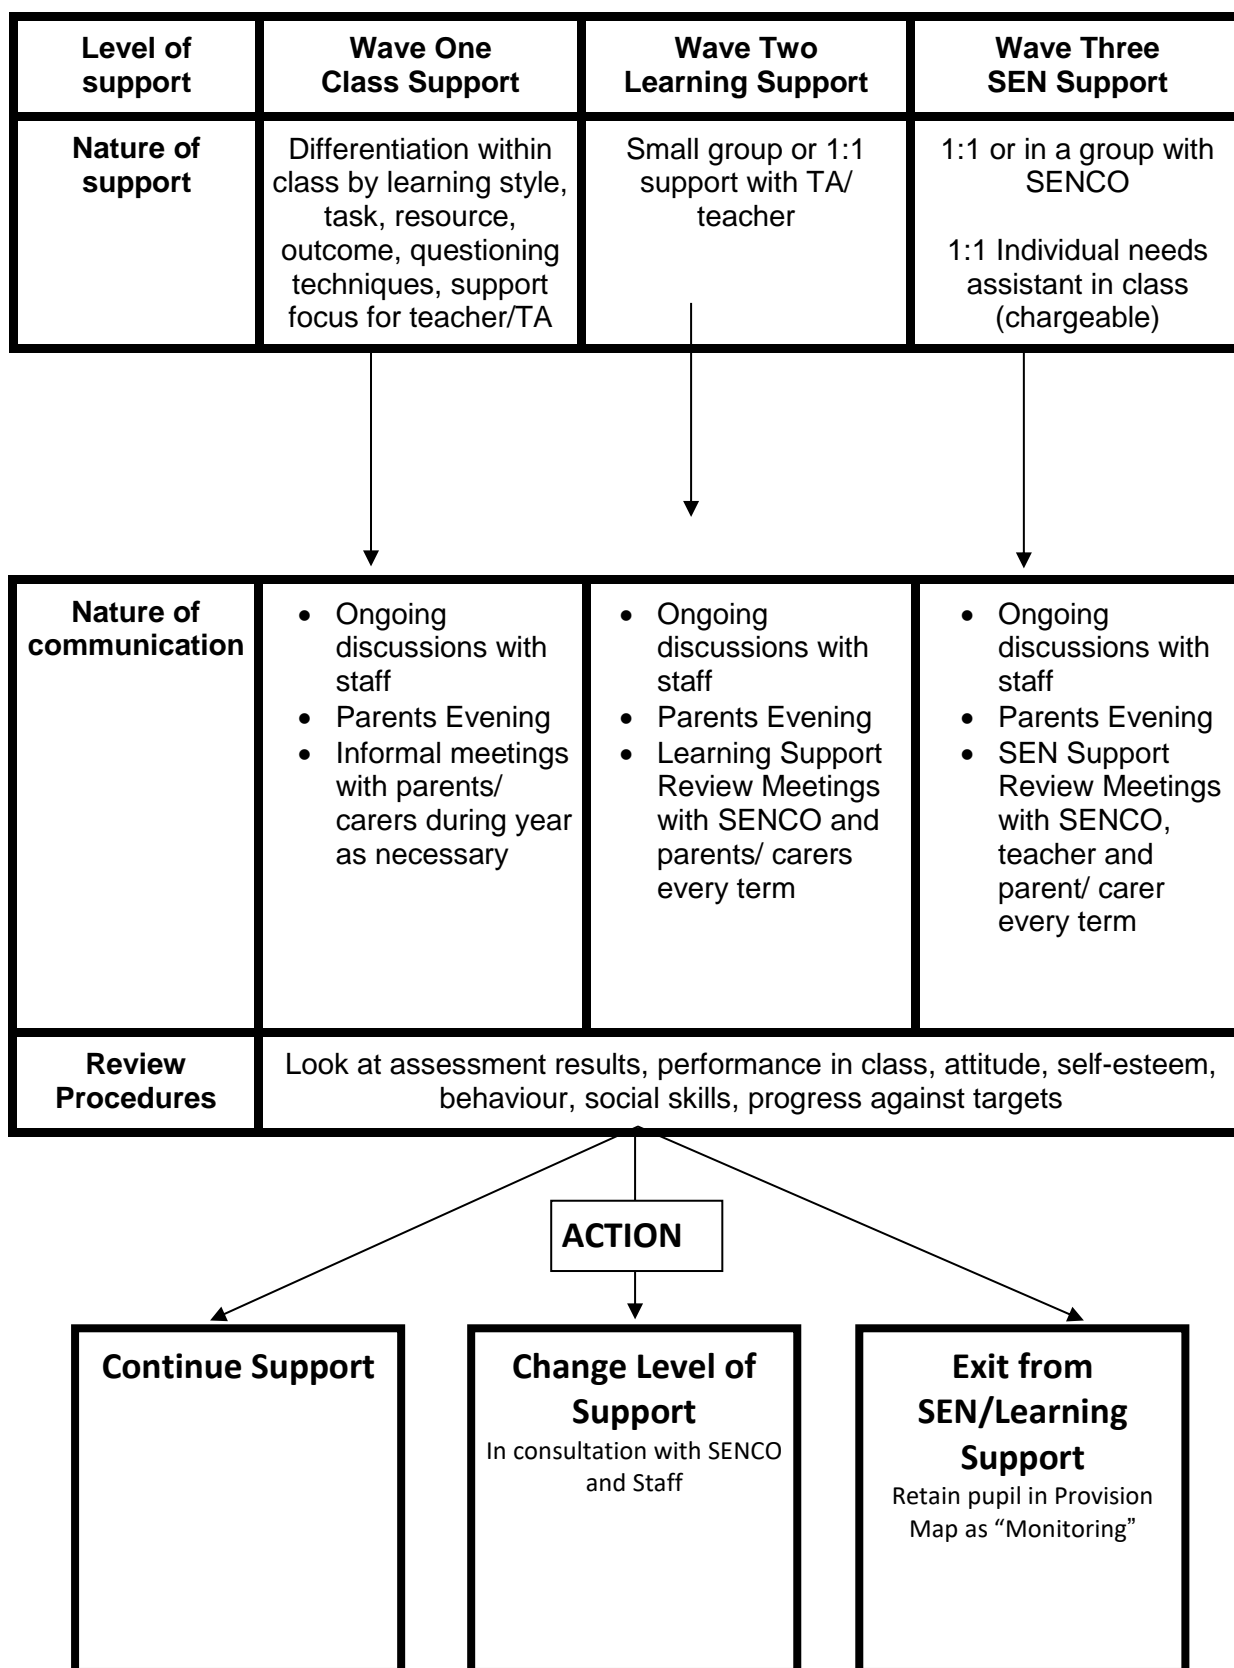 Level of
support
Wave One
Class Support
Wave Two
Learning Support
Wave Three
SEN Support
Nature of
support
Differentiation within
class by learning style,
task, resource,
outcome, questioning
techniques, support
focus for teacher/TA
Small group or 1:1
support with TA/
teacher
1:1 or in a group with
SENCO
1:1 Individual needs
assistant in class
(chargeable)
Nature of
communication
• Ongoing
discussions with
staff
• Parents Evening
• Informal meetings
with parents/
carers during year
as necessary
• Ongoing
discussions with
staff
• Parents Evening
• Learning Support
Review Meetings
with SENCO and
parents/ carers
every term
• Ongoing
discussions with
staff
• Parents Evening
• SEN Support
Review Meetings
with SENCO,
teacher and
parent/ carer
every term
Review
Procedures
Look at assessment results, performance in class, attitude, self-esteem,
behaviour, social skills, progress against targets
ACTION
Continue Support
Change Level of
Support
In consultation with SENCO
and Staff
Exit from
SEN/Learning
Support
Retain pupil in Provision
Map as “Monitoring”